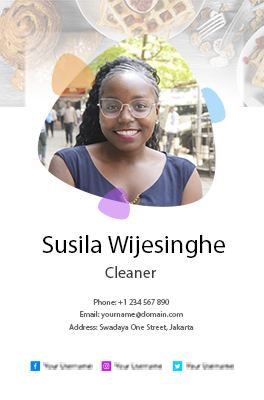 Susila Wijesinghe
Cleaner
Phone: +1 234 567 890
Email: yourname@domain.com
Address: Swadaya One Street, Jakarta
Your Username Your Username Your Username